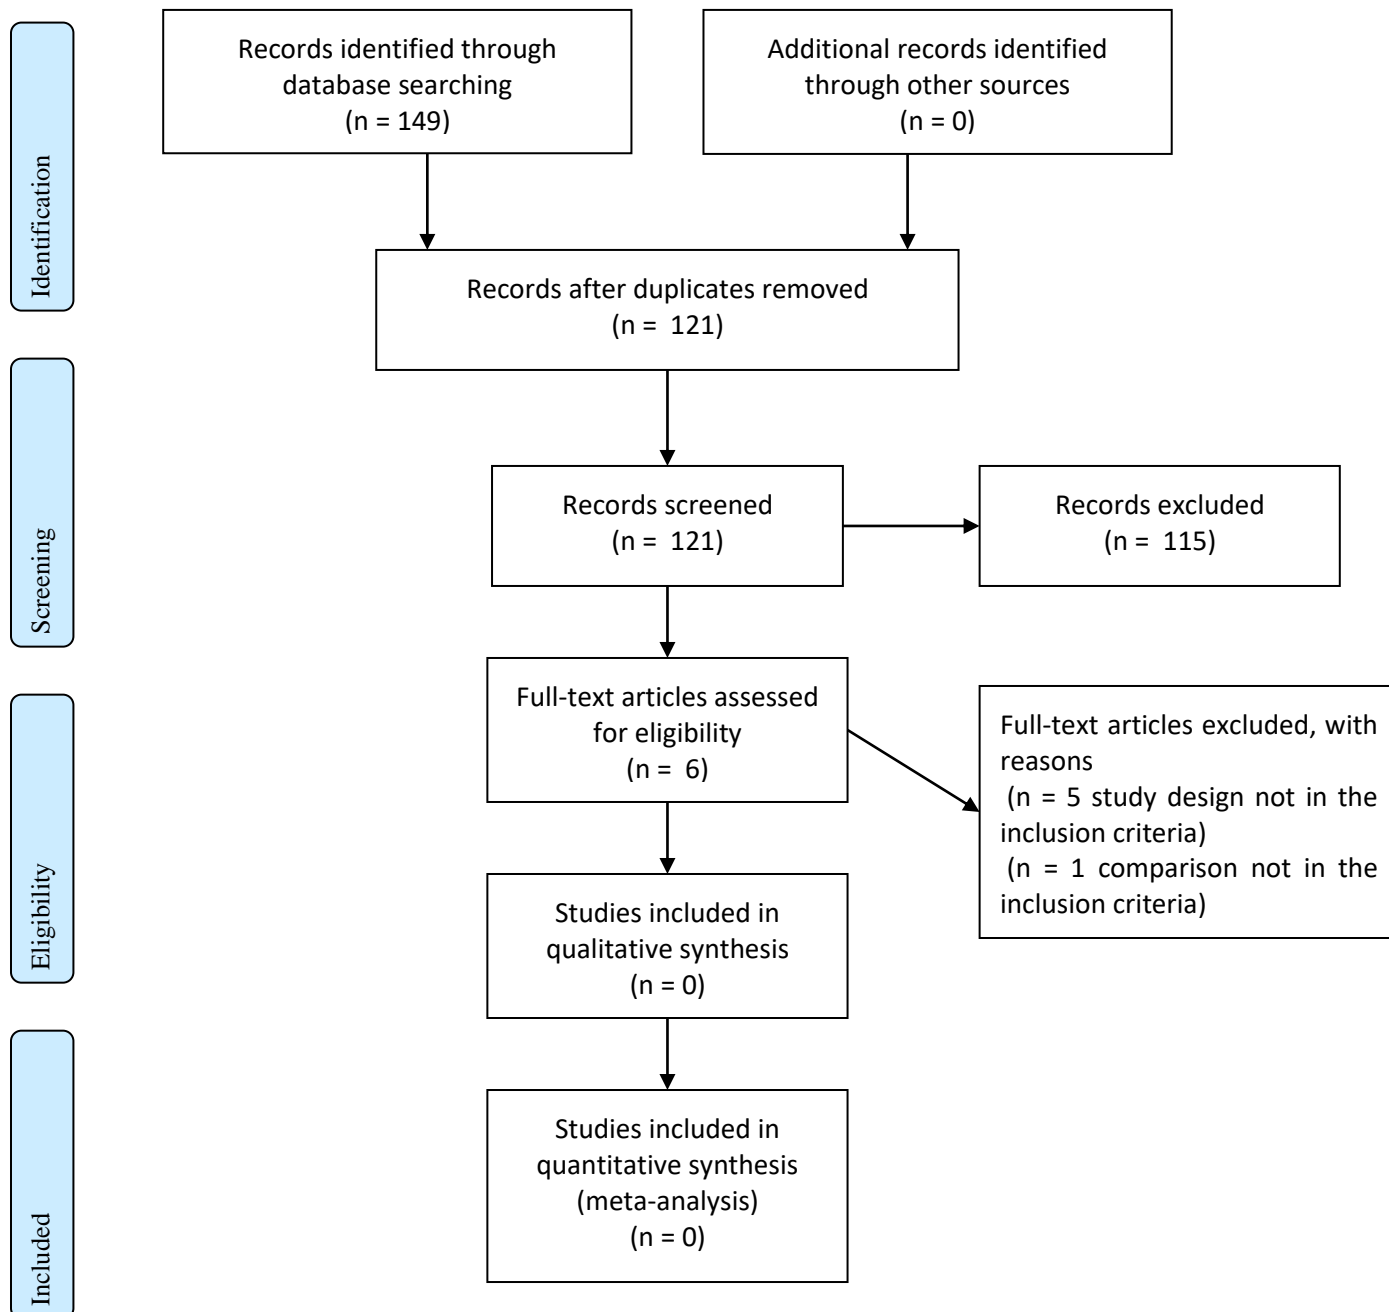 Identification
Records identified through
database searching
(n = 149)
Additional records identified
through other sources
(n = 0)
Records after duplicates removed
(n = 121)
Screening
Records screened
(n = 121)
Records excluded
(n = 115)
Eligibility
Full-text articles assessed
for eligibility
(n = 6)
Full-text articles excluded, with
reasons
(n = 5 study design not in the
inclusion criteria)
(n = 1 comparison not in the
inclusion criteria)
Studies included in
qualitative synthesis
(n = 0)
Included
Studies included in
quantitative synthesis
(meta-analysis)
(n = 0)